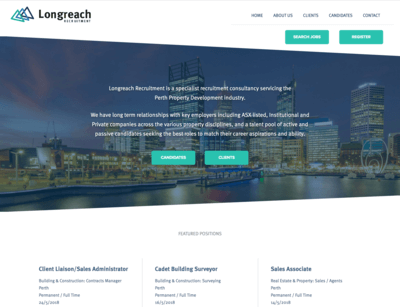 Longreach
RECRUITMENT
HOME
ABOUT US
CLIENTS
CANDIDATES
CONTACT
SEARCH JOBS
REGISTER
Longreach Recruitment is a specialist recruitment consultancy servicing the
Perth Property Development Industry.
We have long term relationships with key employers including ASX-listed, Institutional and
Private companies across the various property disciplines, and a talent pool of active and
passive candidates seeking the best roles to match their career aspirations and ability.
CANDIDATES
CLIENTS
FEATURED POSITIONS
Client Liaison/Sales Administrator
Building & Construction: Contracts Manager
Perth
Permanent / Full Time
24/5/2018
Cadet Building Surveyor
Building & Construction: Surveying
Perth
Permanent / Full Time
16/5/2018
Sales Associate
Real Estate & Property: Sales / Agents
Perth
Permanent / Full Time
14/5/2018